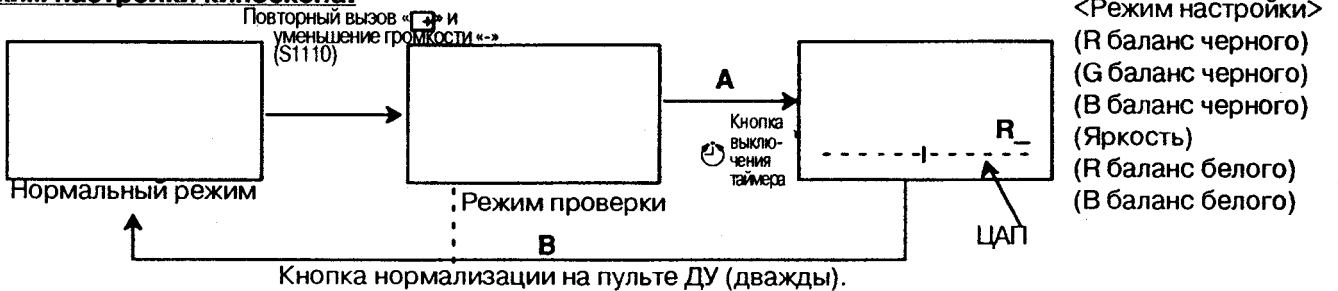 Повторный вызов «» и
уменьшение громкости «-»
(S1110)
Нормальный режим
Режим проверки
A
Кнопка
выклю-
чения
таймера
R_
ЦАП
B
Кнопка нормализации на пульте ДУ (дважды).
<Режим настройки>
(R баланс черного)
(G баланс черного)
(B баланс черного)
(Яркость)
(R баланс белого)
(B баланс белого)